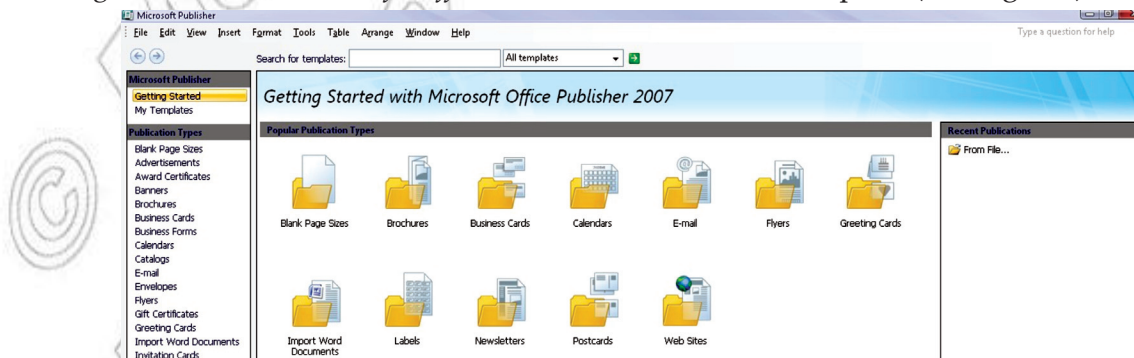 Microsoft Publisher
File Edit View Insert Format Tools Table Arrange Window Help
Type a question for help
Search for templates:
All templates
Microsoft Publisher
Getting Started
My Templates
Publication Types
Blank Page Sizes
Advertisements
Award Certificates
Banners
Brochures
Business Cards
Business Forms
Calendars
Catalogs
E-mail
Envelopes
Flyers
Gift Certificates
Greeting Cards
Import Word Documents
Invitation Cards
Getting Started with Microsoft Office Publisher 2007
Popular Publication Types
Blank Page Sizes
Brochures
Business Cards
Calendars
E-mail
Flyers
Greeting Cards
Import Word
Documents
Labels
Newsletters
Postcards
Web Sites
Recent Publications
From File...